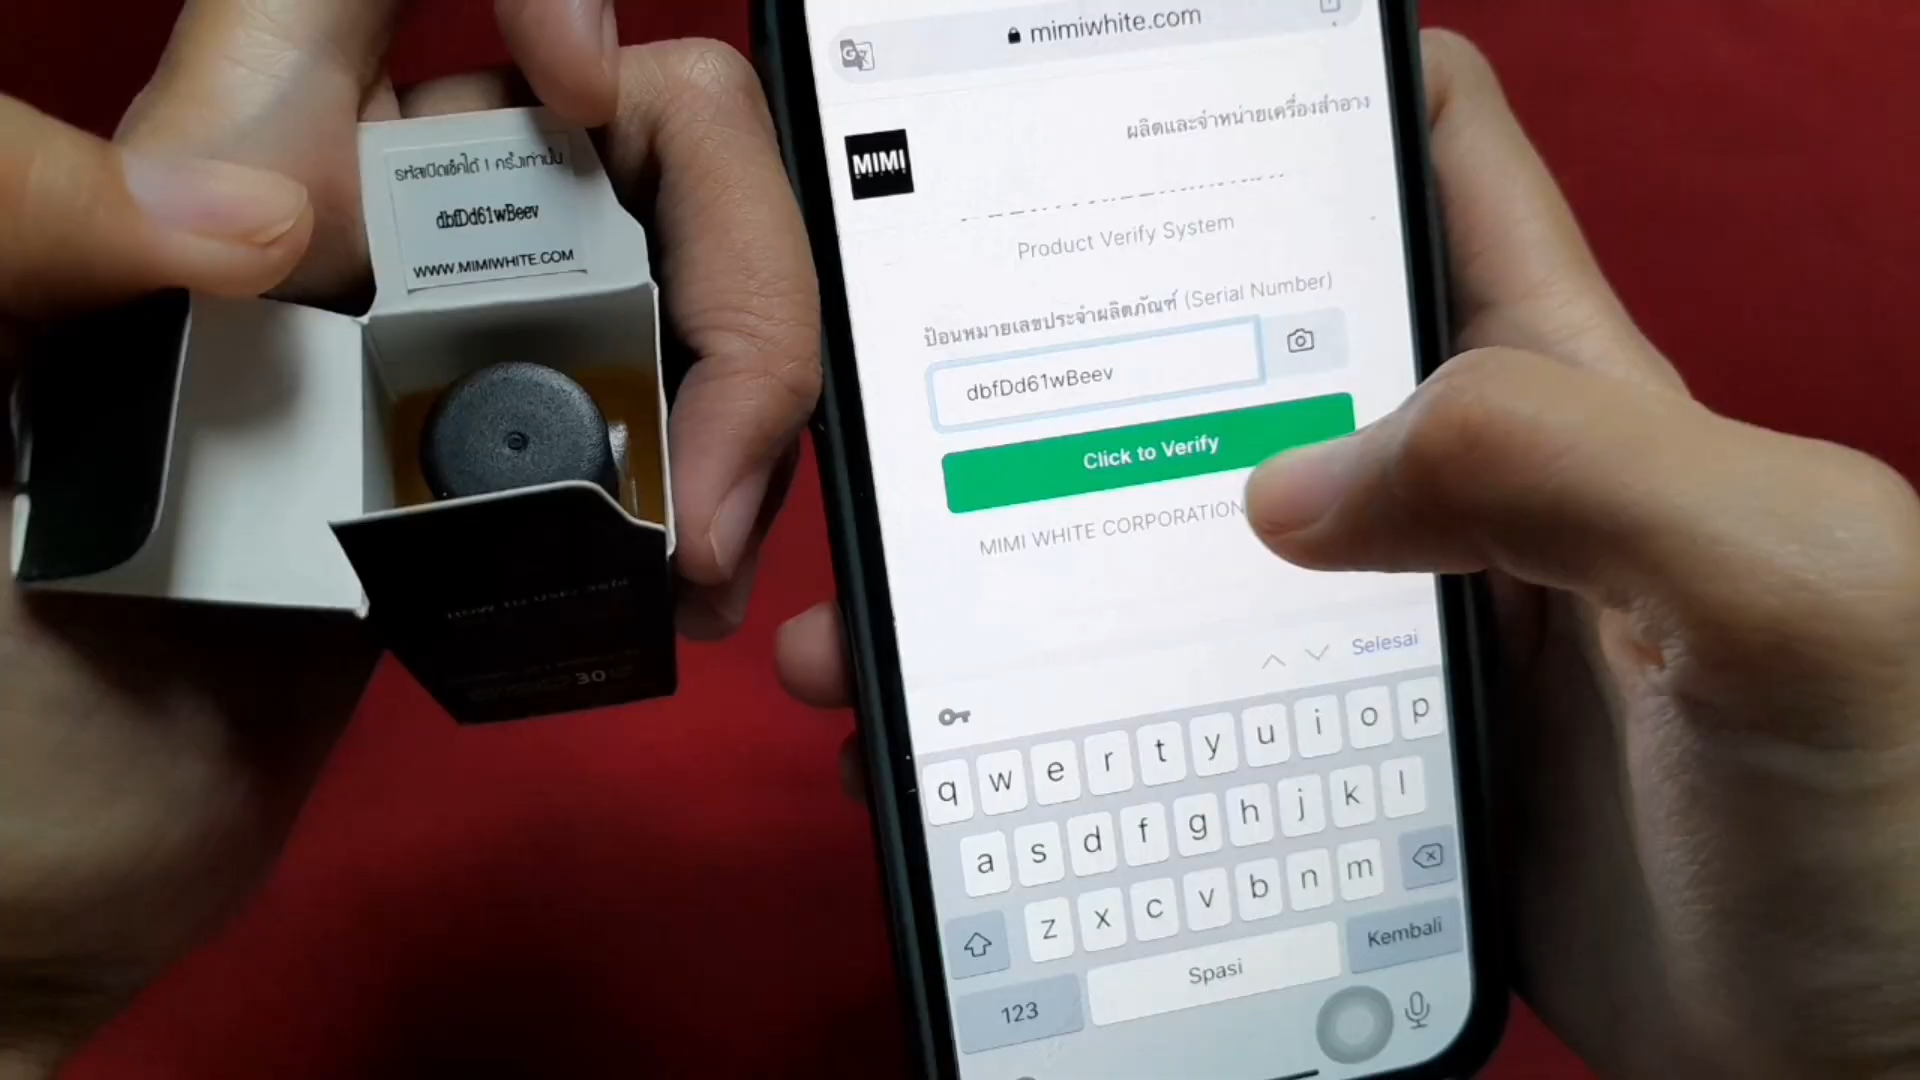 รหัสเปิดเช็คได้ 1 ครั้งเท่านั้น
dbfDd61wBeev
WWW.MIMIWHITE.COM
HOW TO USE/
30
mimiwhite.com
MIMI
ผลิตและจำหน่ายเครื่องสำอาง
Product Verify System
ป้อนหมายเลขประจำผลิตภัณฑ์ (Serial Number)
dbfDd61wBeev
Click to Verify
MIMI WHITE CORPORATION
Selesai
q w e r t y u i o p
a s d f g h j k l
z x c v b n m
123
Spasi
Kembali